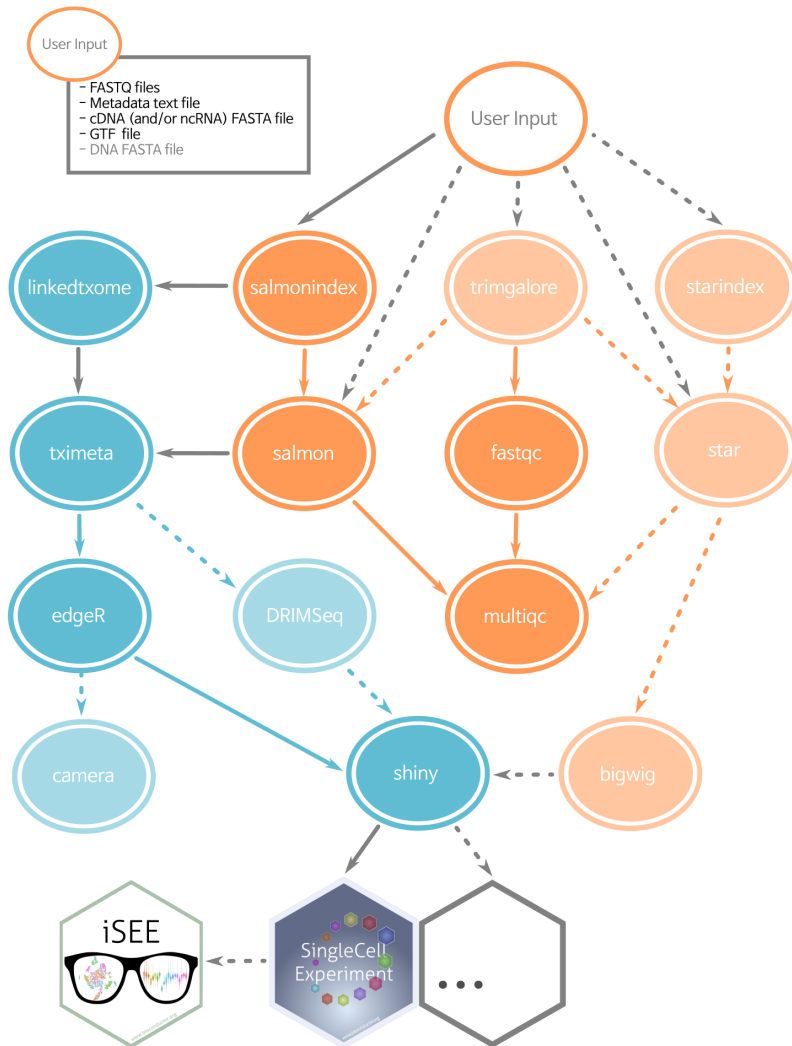 User Input
- FASTQ files
- Metadata text file
- cDNA (and/or ncRNA) FASTA file
- GTF file
- DNA FASTA file
User Input
linkedtxome
salmonindex
trimgalore
starindex
tximeta
salmon
fastqc
star
edgeR
DRIMSeq
multiqc
camera
shiny
bigwig
iSEE
SingleCell
Experiment
...